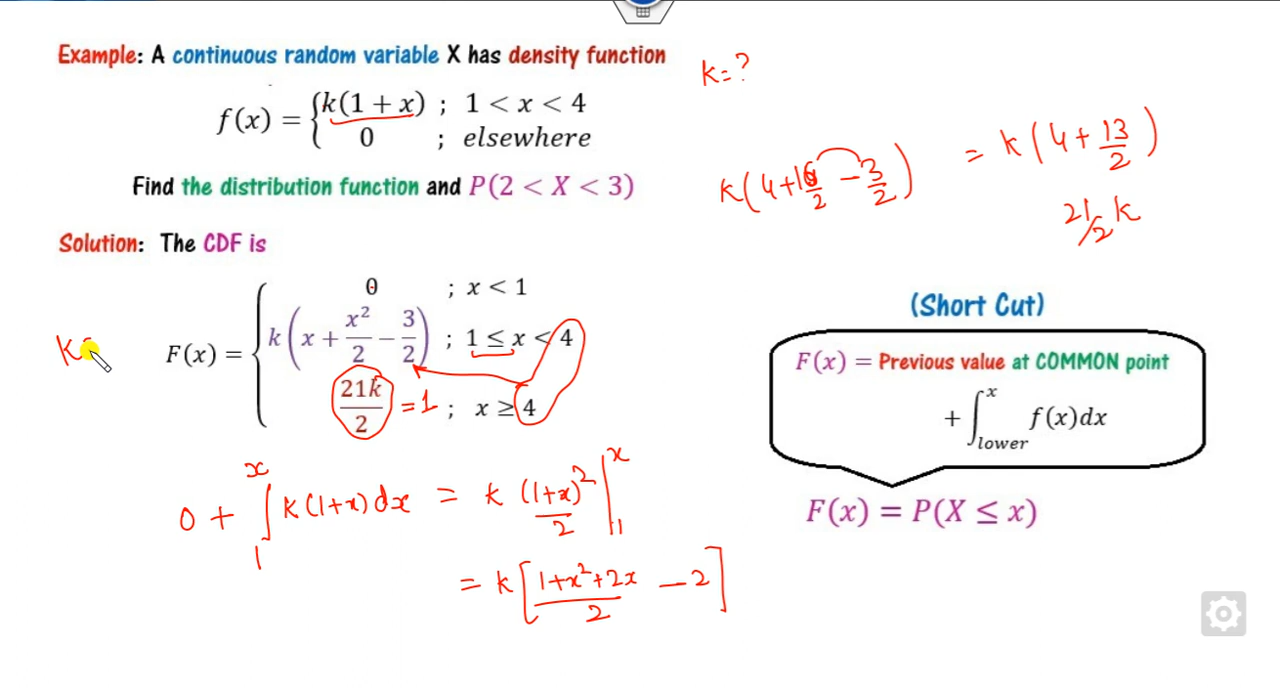 Example: A continuous random variable X has density function
f(x) = {k(1 + x) ; 1 < x < 4
0 ; elsewhere
Find the distribution function and P(2 < X < 3)
Solution: The CDF is
F(x) = { 0 ; x < 1
k(x + x²/2 − 3/2) ; 1 ≤ x < 4
21k/2 = 1 ; x ≥ 4
k=
0 + ∫₁ˣ k(1+x)dx = k (1+x)²/2 |₁ˣ
= k[(1+x²+2x)/2 − 2]
k=?
k(4+16/2 − 3/2) = k(4+13/2)
21/2 k
(Short Cut)
F(x) = Previous value at COMMON point
+ ∫ˣ_lower f(x)dx
F(x) = P(X ≤ x)